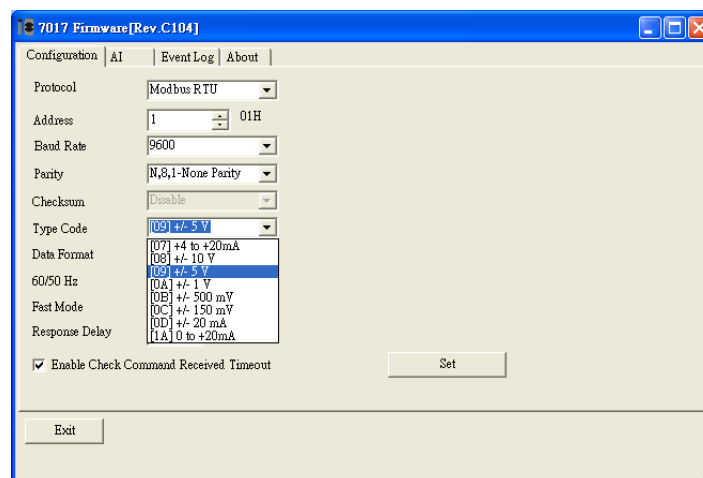 7017 Firmware[Rev.C104]
Configuration AI Event Log About
Protocol Modbus RTU
Address 1 01H
Baud Rate 9600
Parity N,8,1-None Parity
Checksum Disable
Type Code [09] +/- 5 V
Data Format [07] +4 to +20mA
[08] +/- 10 V
[09] +/- 5 V
60/50 Hz [0A] +/- 1 V
[0B] +/- 500 mV
Fast Mode [0C] +/- 150 mV
[0D] +/- 20 mA
Response Delay [1A] 0 to +20mA
Enable Check Command Received Timeout Set
Exit